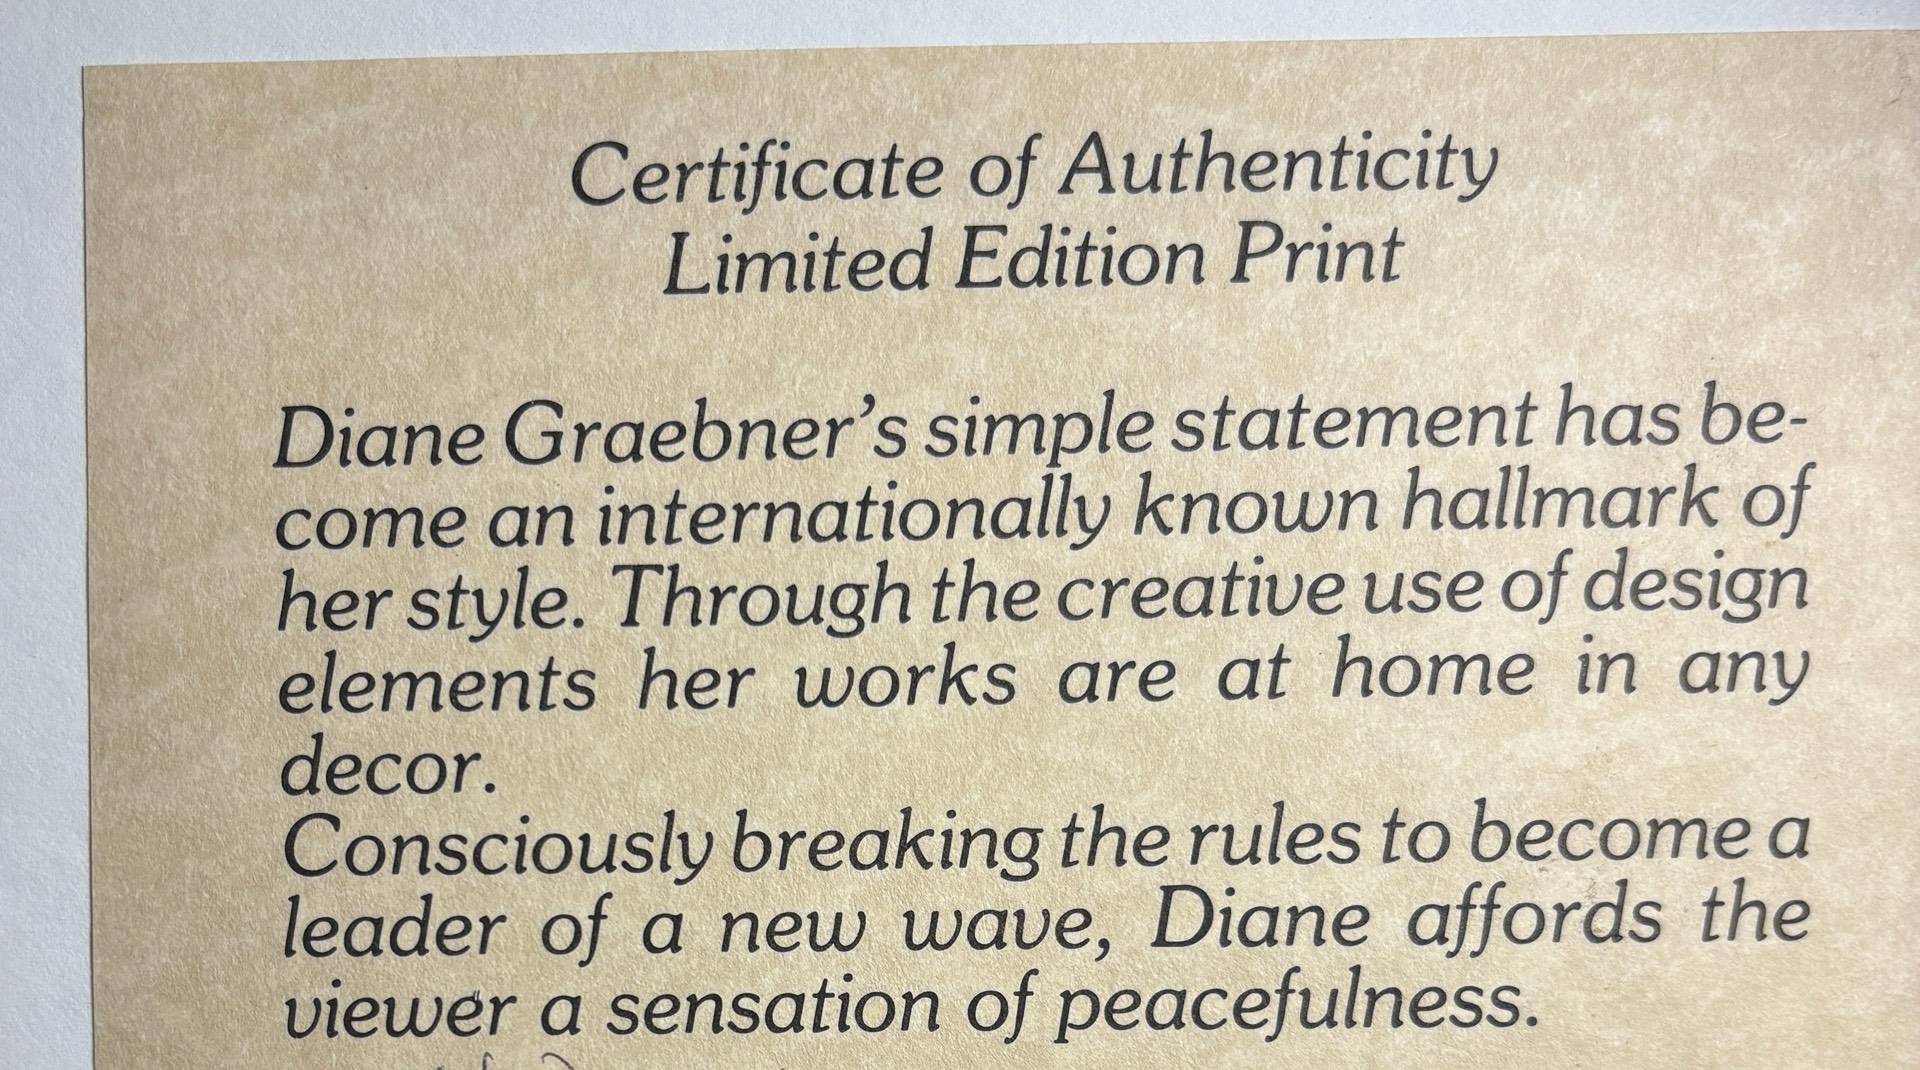 Certificate of Authenticity
Limited Edition Print
Diane Graebner’s simple statement has be-
come an internationally known hallmark of
her style. Through the creative use of design
elements her works are at home in any
decor.
Consciously breaking the rules to become a
leader of a new wave, Diane affords the
viewer a sensation of peacefulness.